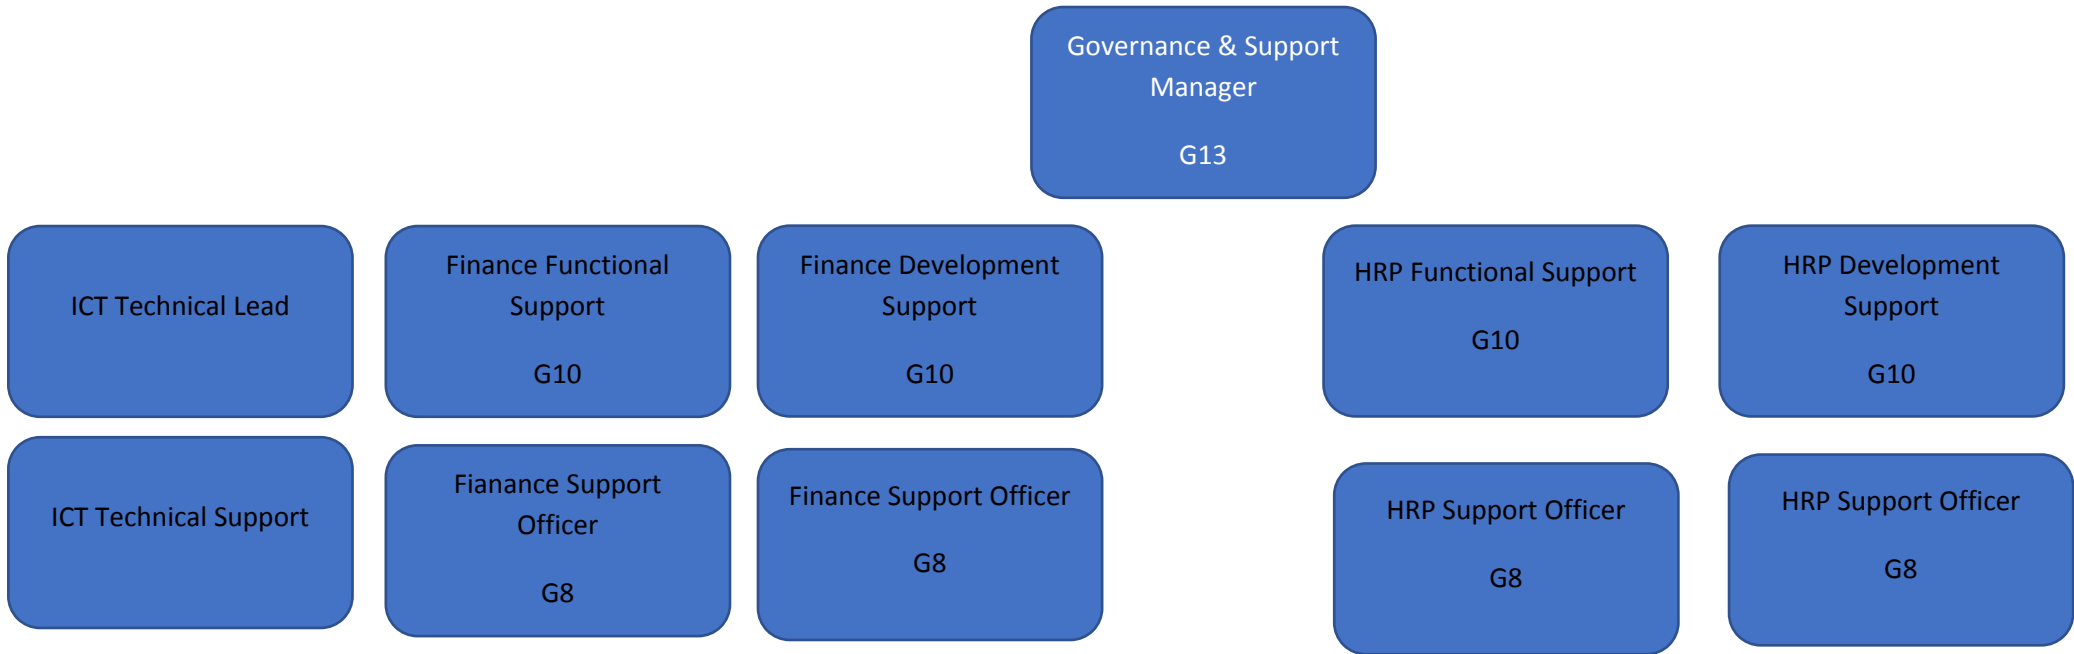 Governance & Support
Manager
G13
ICT Technical Lead
Finance Functional
Support
G10
Finance Development
Support
G10
HRP Functional Support
G10
HRP Development
Support
G10
ICT Technical Support
Fianance Support
Officer
G8
Finance Support Officer
G8
HRP Support Officer
G8
HRP Support Officer
G8